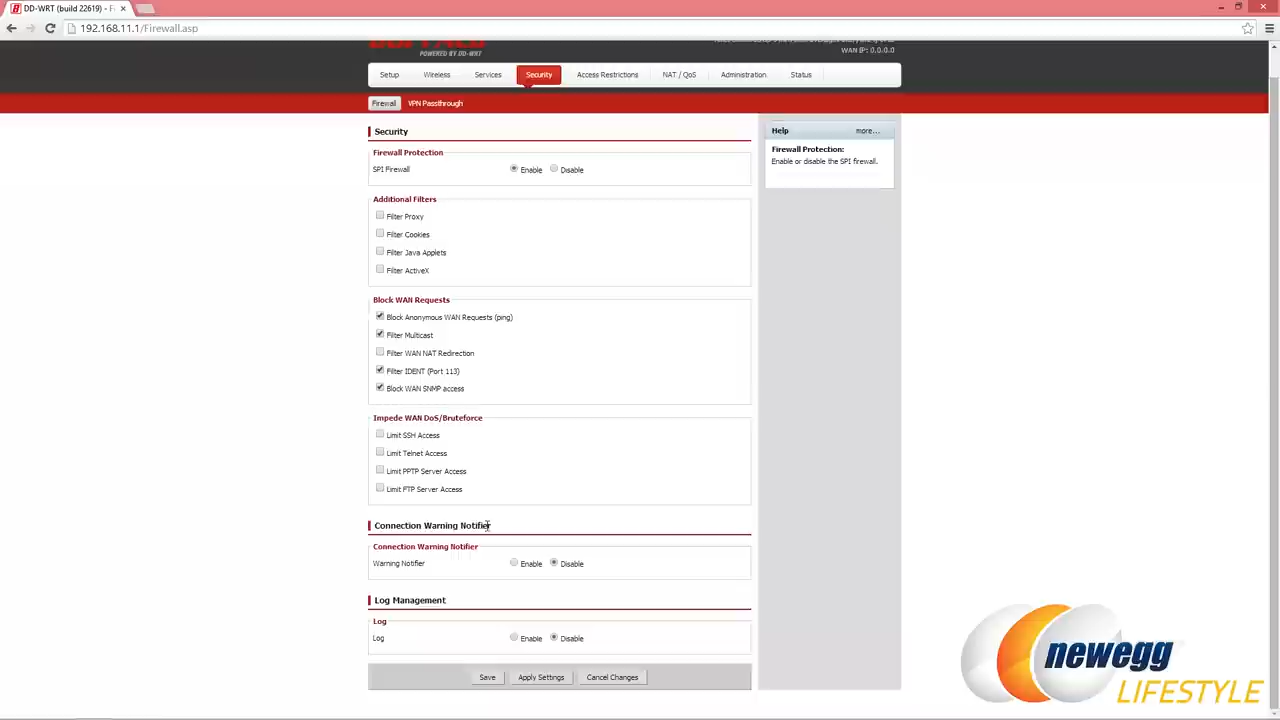 DD-WRT (build 22619) - Fi
192.168.11.1/Firewall.asp
POWERED BY DD-WRT
WAN IP: 0.0.0.0
Setup Wireless Services Security Access Restrictions NAT / QoS Administration Status
Firewall VPN Passthrough
Security
Firewall Protection
SPI Firewall Enable Disable
Additional Filters
Filter Proxy
Filter Cookies
Filter Java Applets
Filter ActiveX
Block WAN Requests
Block Anonymous WAN Requests (ping)
Filter Multicast
Filter WAN NAT Redirection
Filter IDENT (Port 113)
Block WAN SNMP access
Impede WAN DoS/Bruteforce
Limit SSH Access
Limit Telnet Access
Limit PPTP Server Access
Limit FTP Server Access
Connection Warning Notifier
Connection Warning Notifier
Warning Notifier Enable Disable
Log Management
Log
Log Enable Disable
Save Apply Settings Cancel Changes
Help more...
Firewall Protection:
Enable or disable the SPI firewall.
newegg
LIFESTYLE